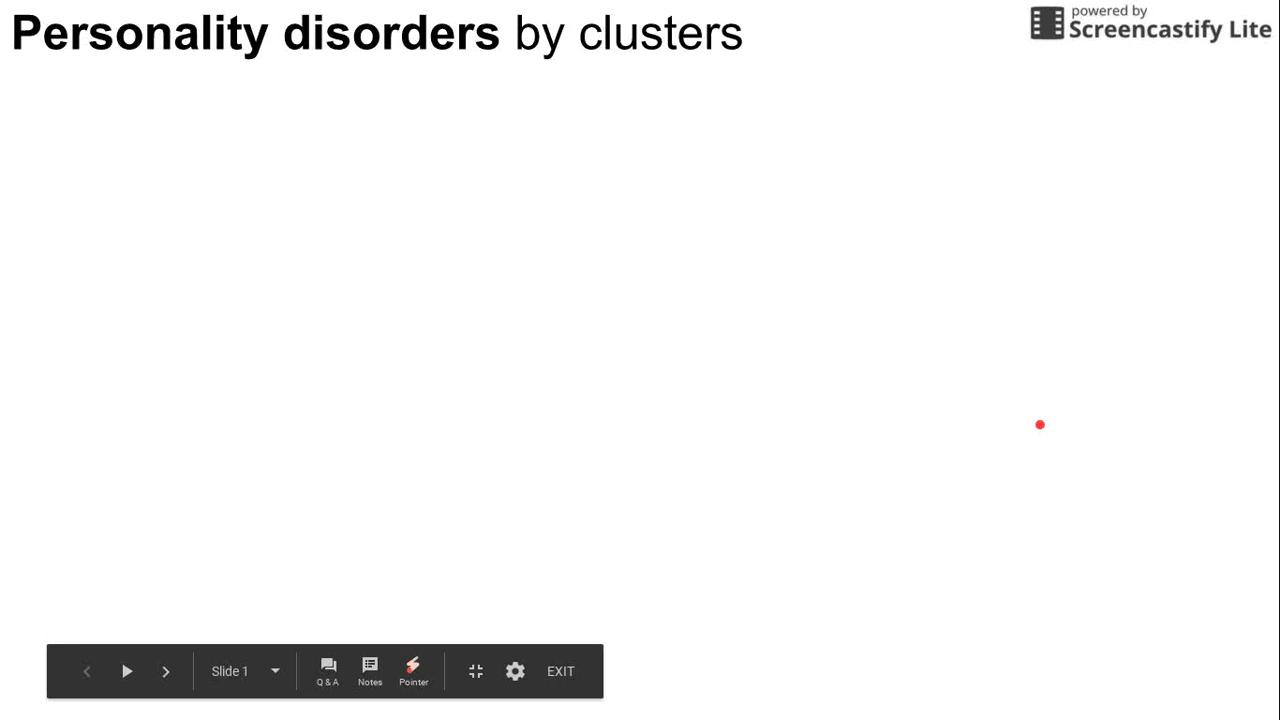 Personality disorders by clusters
powered by
Screencastify Lite
Slide 1
Q & A
Notes
Pointer
EXIT